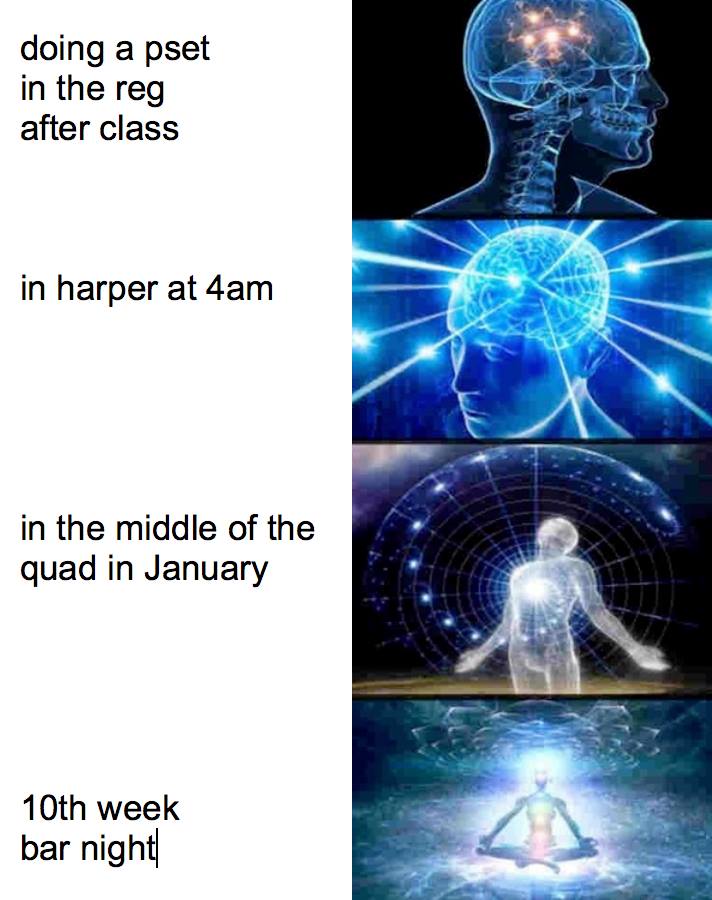 doing a pset
in the reg
after class
in harper at 4am
in the middle of the
quad in January
10th week
bar night